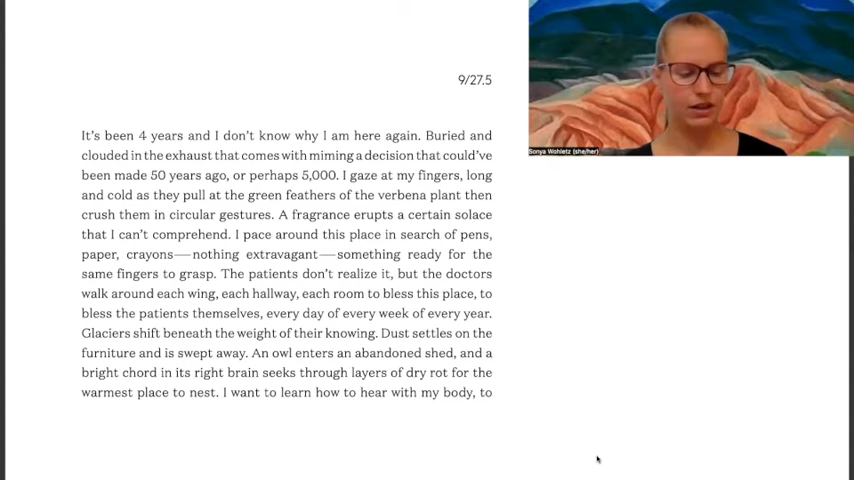 9/27.5
It's been 4 years and I don't know why I am here again. Buried and
clouded in the exhaust that comes with miming a decision that could've
been made 50 years ago, or perhaps 5,000. I gaze at my fingers, long
and cold as they pull at the green feathers of the verbena plant then
crush them in circular gestures. A fragrance erupts a certain solace
that I can't comprehend. I pace around this place in search of pens,
paper, crayons—nothing extravagant—something ready for the
same fingers to grasp. The patients don't realize it, but the doctors
walk around each wing, each hallway, each room to bless this place, to
bless the patients themselves, every day of every week of every year.
Glaciers shift beneath the weight of their knowing. Dust settles on the
furniture and is swept away. An owl enters an abandoned shed, and a
bright chord in its right brain seeks through layers of dry rot for the
warmest place to nest. I want to learn how to hear with my body, to
Sonya Wohletz (she/her)